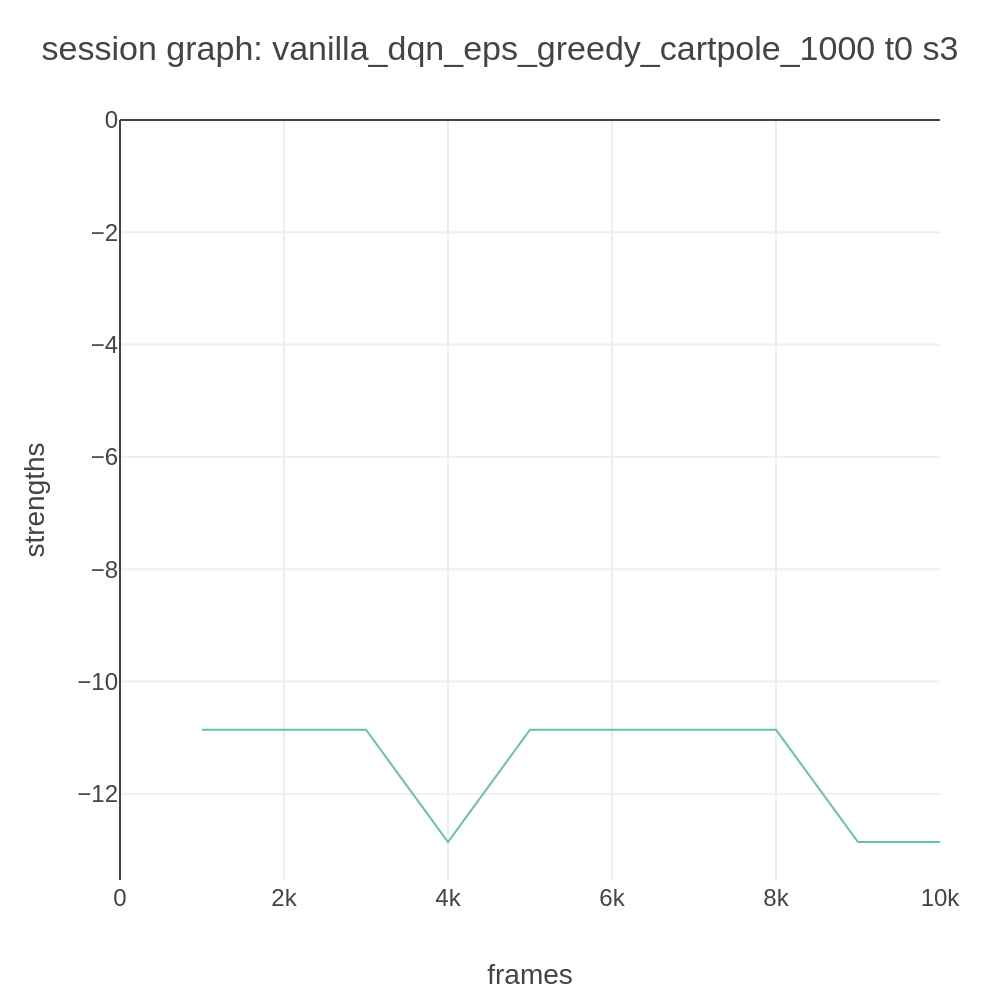 session graph: vanilla_dqn_eps_greedy_cartpole_1000 t0 s3
0
−2
−4
−6
−8
−10
−12
strengths
0 2k 4k 6k 8k 10k
frames